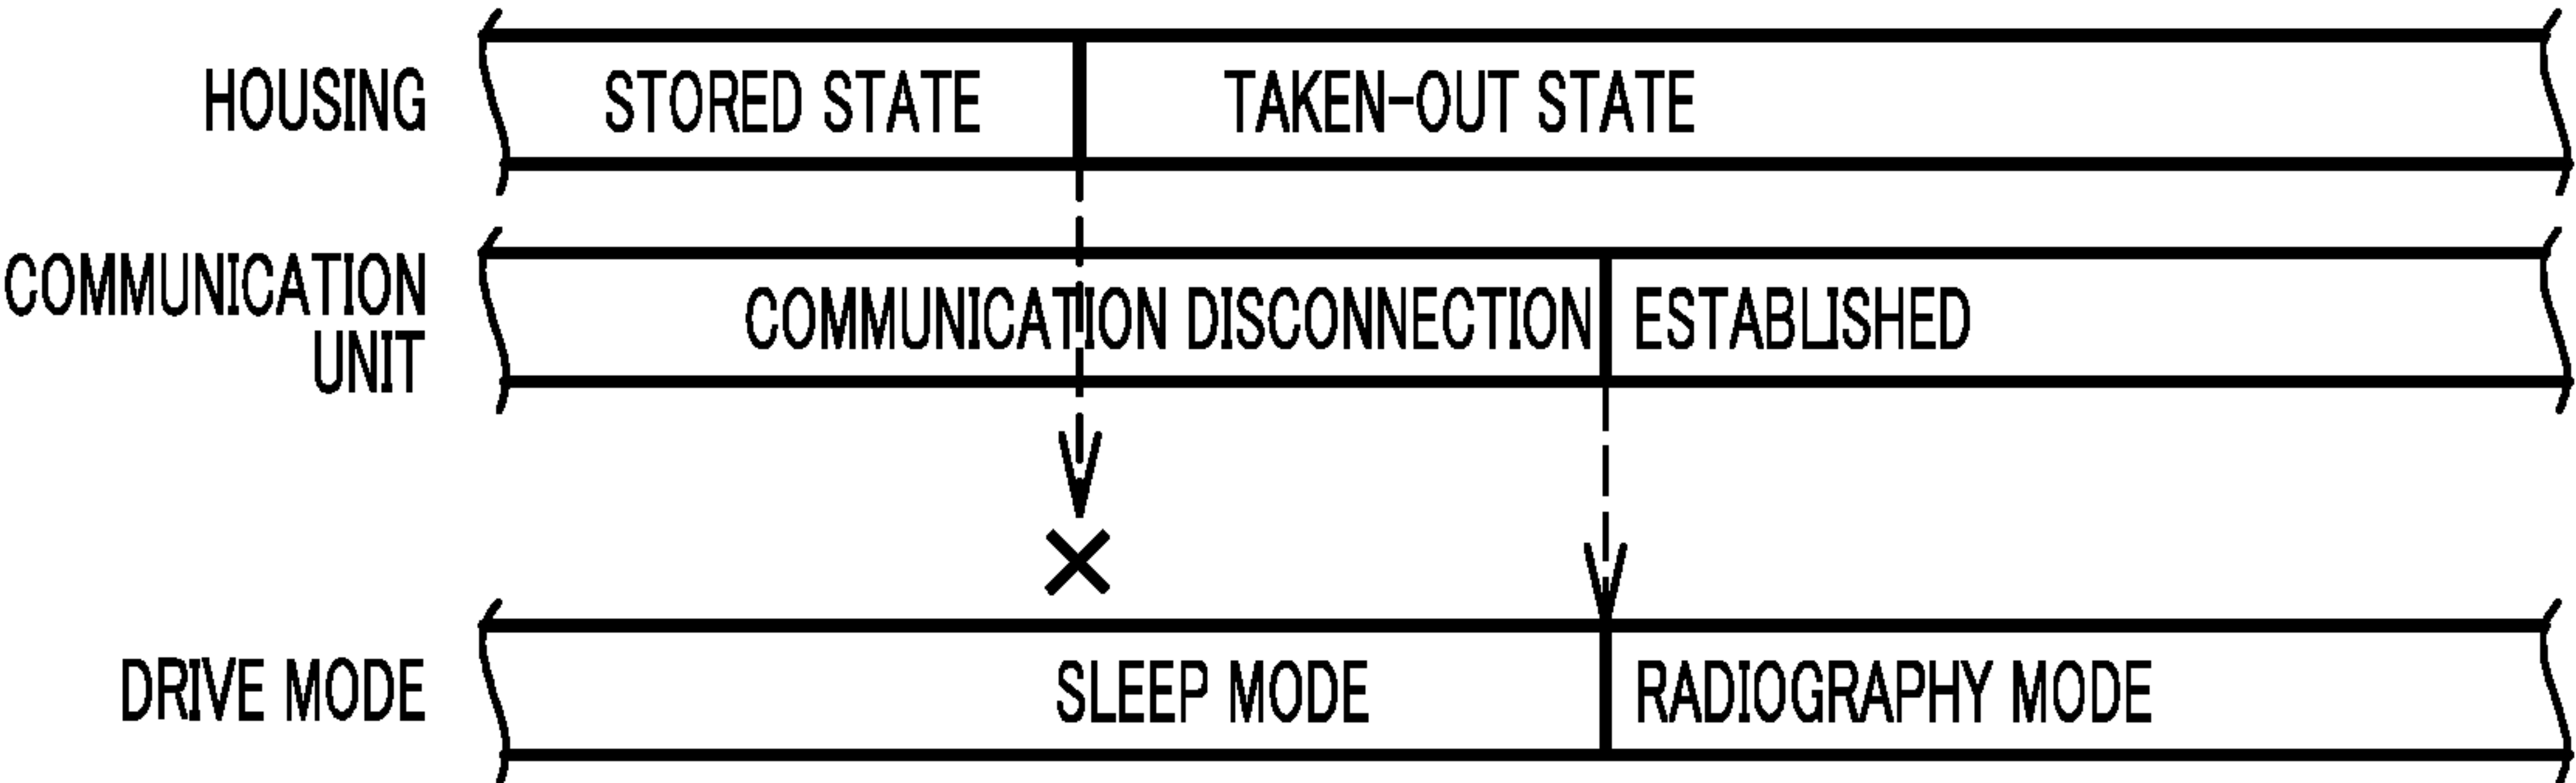 HOUSING
STORED STATE
TAKEN-OUT STATE
COMMUNICATION
UNIT
COMMUNICATION DISCONNECTION
ESTABLISHED
DRIVE MODE
SLEEP MODE
RADIOGRAPHY MODE